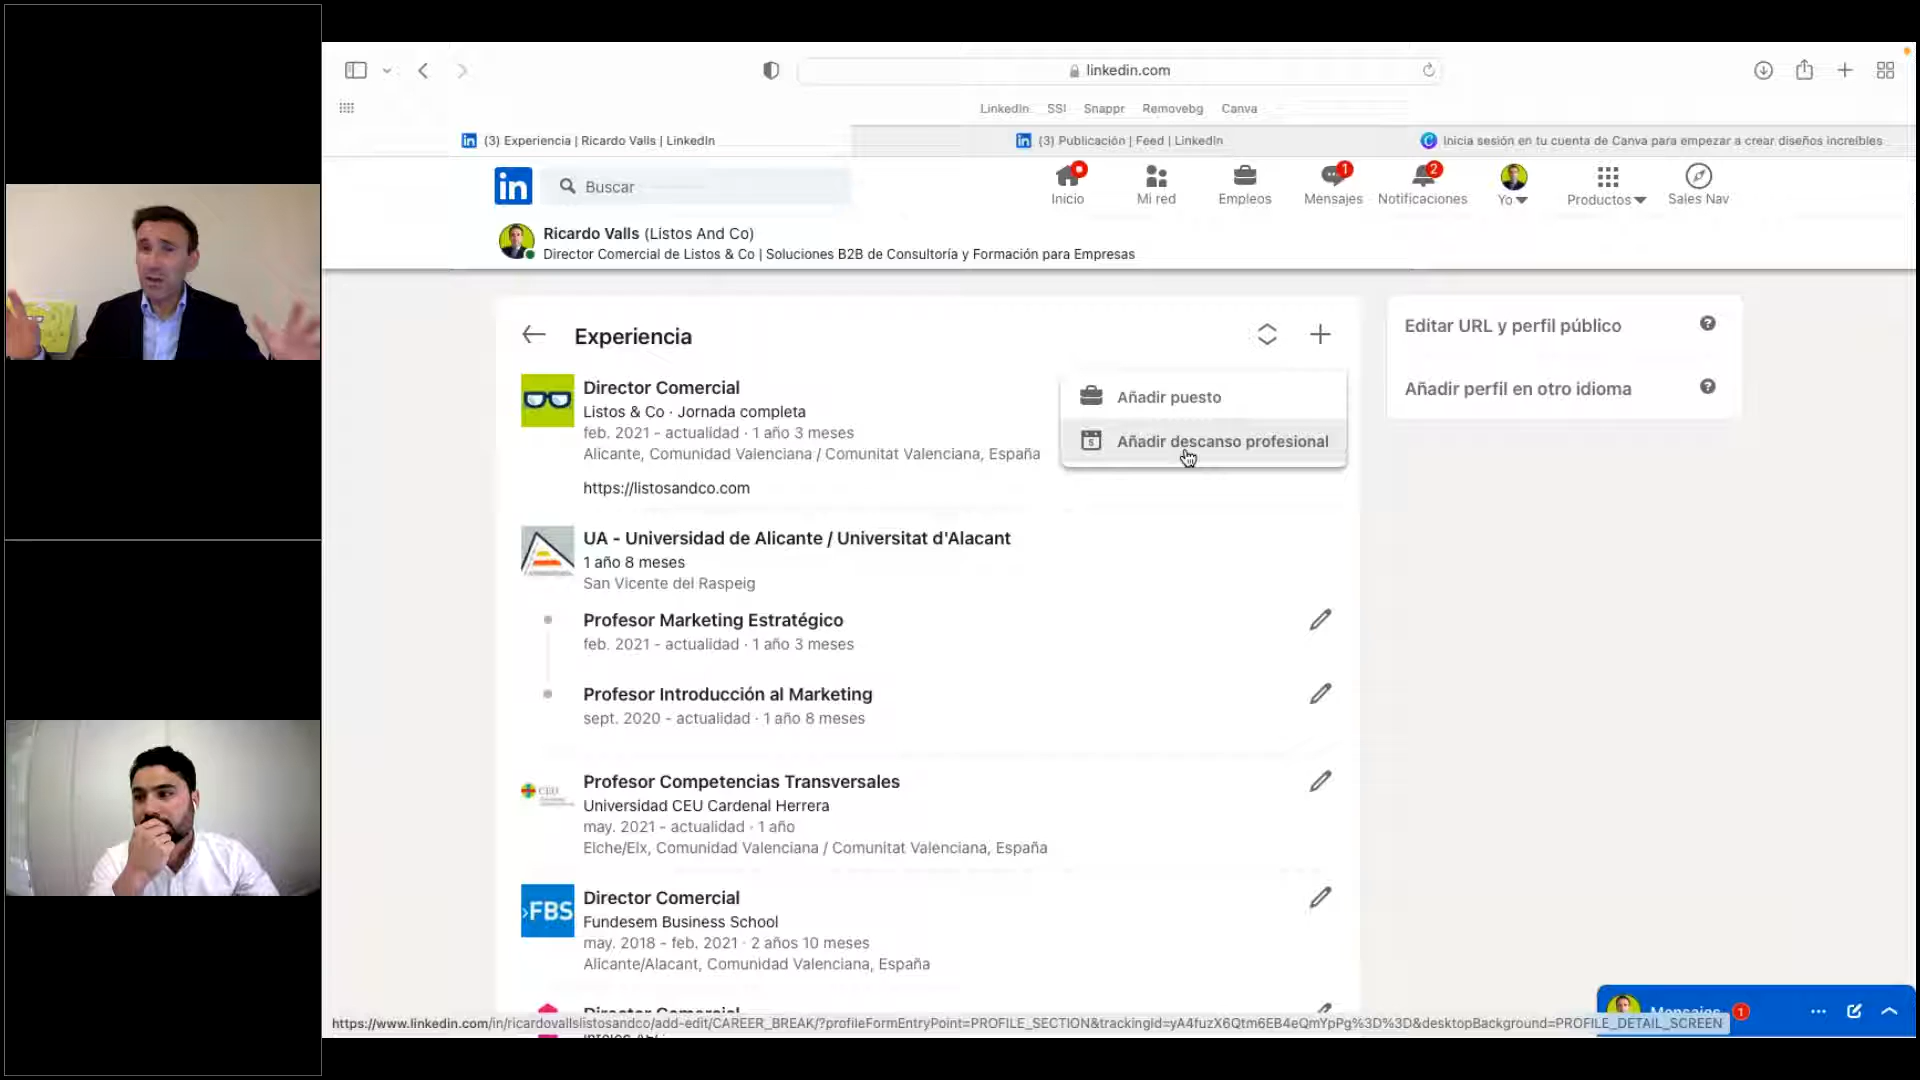 linkedin.com
LinkedIn SSI Snappr Removebg Canva
(3) Experiencia | Ricardo Valls | LinkedIn
(3) Publicación | Feed | LinkedIn
Inicia sesión en tu cuenta de Canva para empezar a crear diseños increíbles
in
Buscar
Inicio
Mi red
Empleos
1
Mensajes
2
Notificaciones
Yo
Productos
Sales Nav
Ricardo Valls (Listos And Co)
Director Comercial de Listos & Co | Soluciones B2B de Consultoría y Formación para Empresas
Experiencia
Director Comercial
Listos & Co · Jornada completa
feb. 2021 - actualidad · 1 año 3 meses
Alicante, Comunidad Valenciana / Comunitat Valenciana, España
https://listosandco.com
Añadir puesto
Añadir descanso profesional
Editar URL y perfil público
Añadir perfil en otro idioma
UA - Universidad de Alicante / Universitat d'Alacant
1 año 8 meses
San Vicente del Raspeig
Profesor Marketing Estratégico
feb. 2021 - actualidad · 1 año 3 meses
Profesor Introducción al Marketing
sept. 2020 - actualidad · 1 año 8 meses
CEU
Profesor Competencias Transversales
Universidad CEU Cardenal Herrera
may. 2021 - actualidad · 1 año
Elche/Elx, Comunidad Valenciana / Comunitat Valenciana, España
FBS
Director Comercial
Fundesem Business School
may. 2018 - feb. 2021 · 2 años 10 meses
Alicante/Alacant, Comunidad Valenciana, España
Director Comercial
Mensajes 1
https://www.linkedin.com/in/ricardovallslistosandco/add-edit/CAREER_BREAK/?profileFormEntryPoint=PROFILE_SECTION&trackingId=yA4fuzX6Qtm6EB4eQmYpPg%3D%3D&desktopBackground=PROFILE_DETAIL_SCREEN